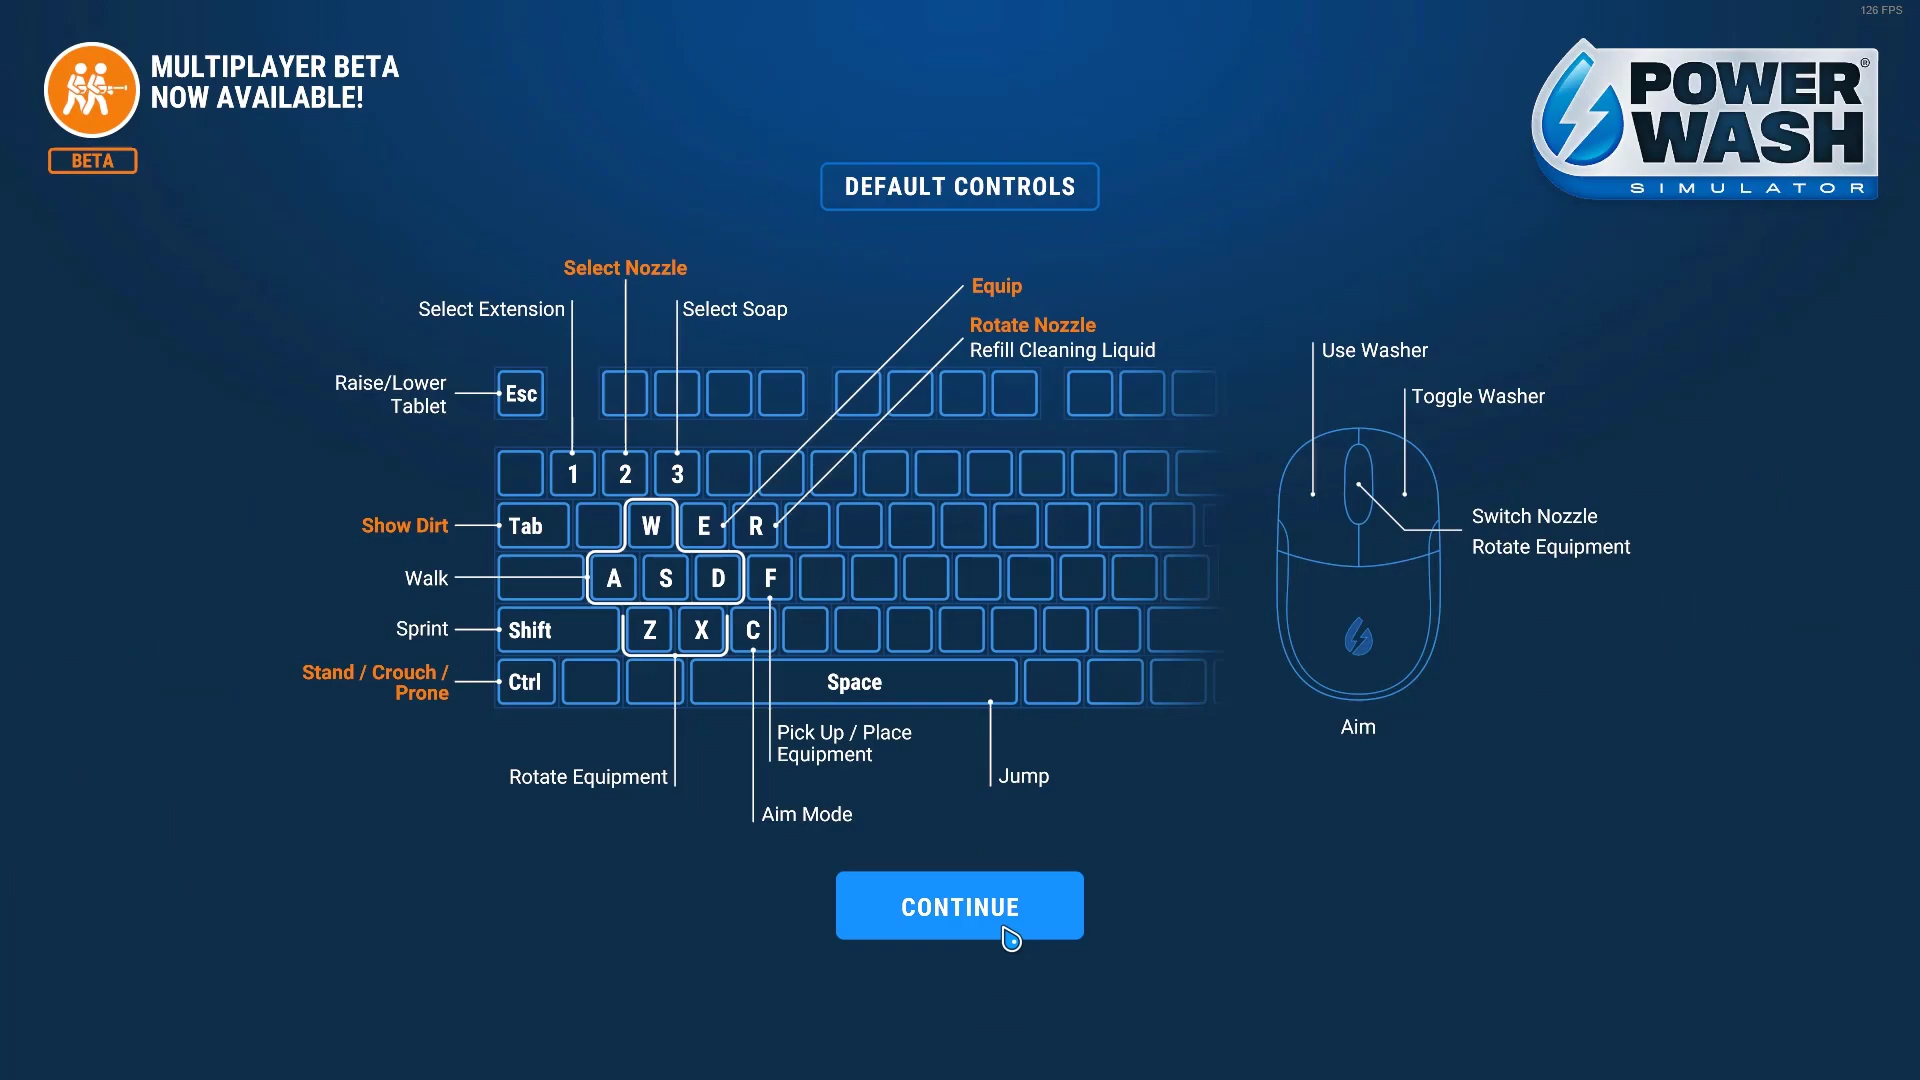 126 FPS
MULTIPLAYER BETA
NOW AVAILABLE!
BETA
POWER®
WASH
SIMULATOR
DEFAULT CONTROLS
Select Nozzle
Select Extension
Select Soap
Equip
Rotate Nozzle
Refill Cleaning Liquid
Raise/Lower
Tablet
Esc
1 2 3
Show Dirt
Tab W E R
Walk
A S D F
Sprint
Shift Z X C
Stand / Crouch /
Prone
Ctrl Space
Pick Up / Place
Equipment
Rotate Equipment
Jump
Aim Mode
Use Washer
Toggle Washer
Switch Nozzle
Rotate Equipment
Aim
CONTINUE